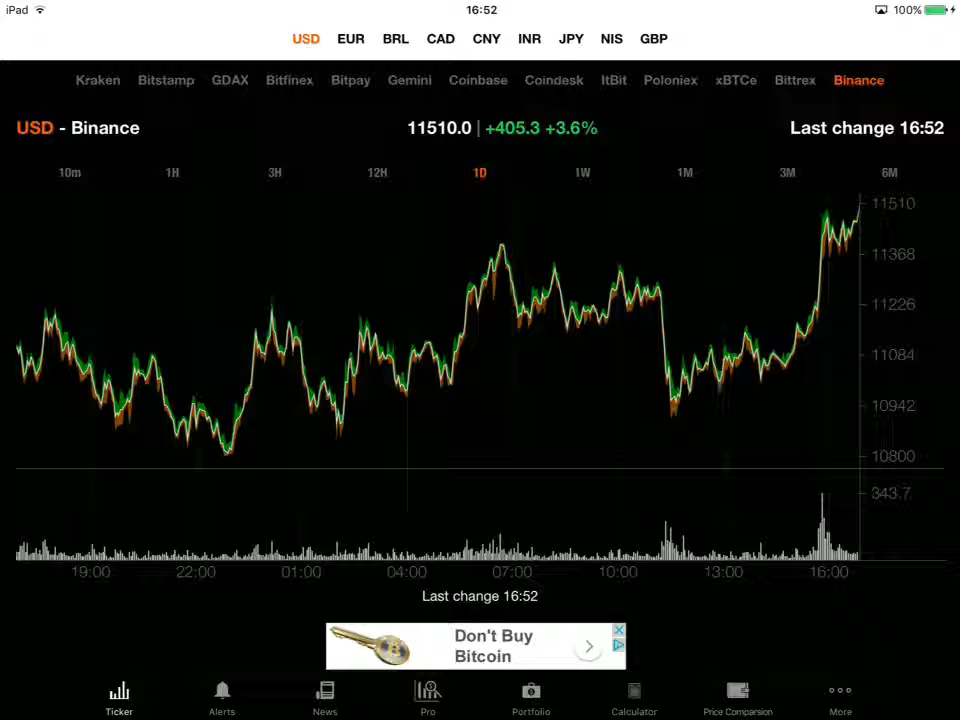 iPad 16:52 100%
USD EUR BRL CAD CNY INR JPY NIS GBP
Kraken Bitstamp GDAX Bitfinex Bitpay Gemini Coinbase Coindesk ItBit Poloniex xBTCe Bittrex Binance
USD - Binance 11510.0 | +405.3 +3.6% Last change 16:52
10m 1H 3H 12H 1D 1W 1M 3M 6M
11510
11368
11226
11084
10942
10800
343.7
19:00 22:00 01:00 04:00 07:00 10:00 13:00 16:00
Last change 16:52
Don't Buy
Bitcoin
Ticker Alerts News Pro Portfolio Calculator Price Comparsion More